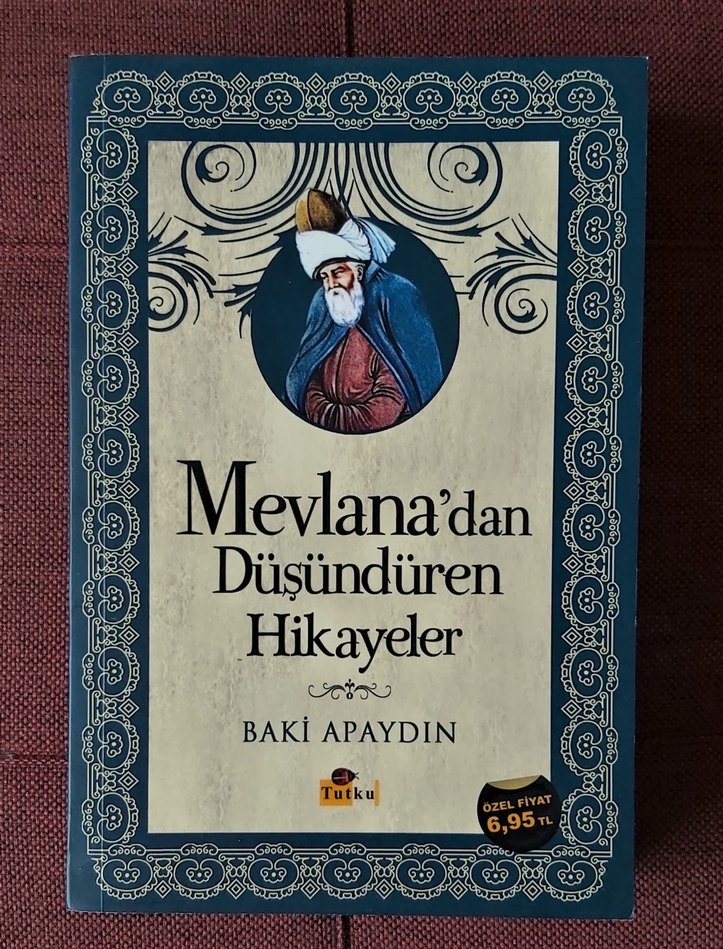 Mevlana'dan
Düşündüren
Hikayeler
BAKİ APAYDIN
Tutku
ÖZEL FİYAT
6,95 TL